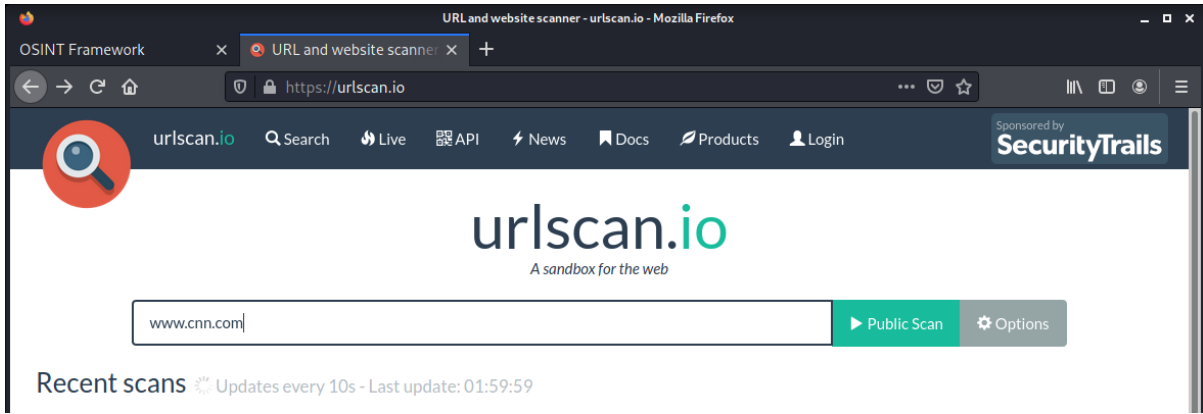 URL and website scanner - urlscan.io - Mozilla Firefox
OSINT Framework
URL and website scanner
https://urlscan.io
urlscan.io Search Live API News Docs Products Login
Sponsored by
SecurityTrails
urlscan.io
A sandbox for the web
www.cnn.com Public Scan Options
Recent scans Updates every 10s - Last update: 01:59:59